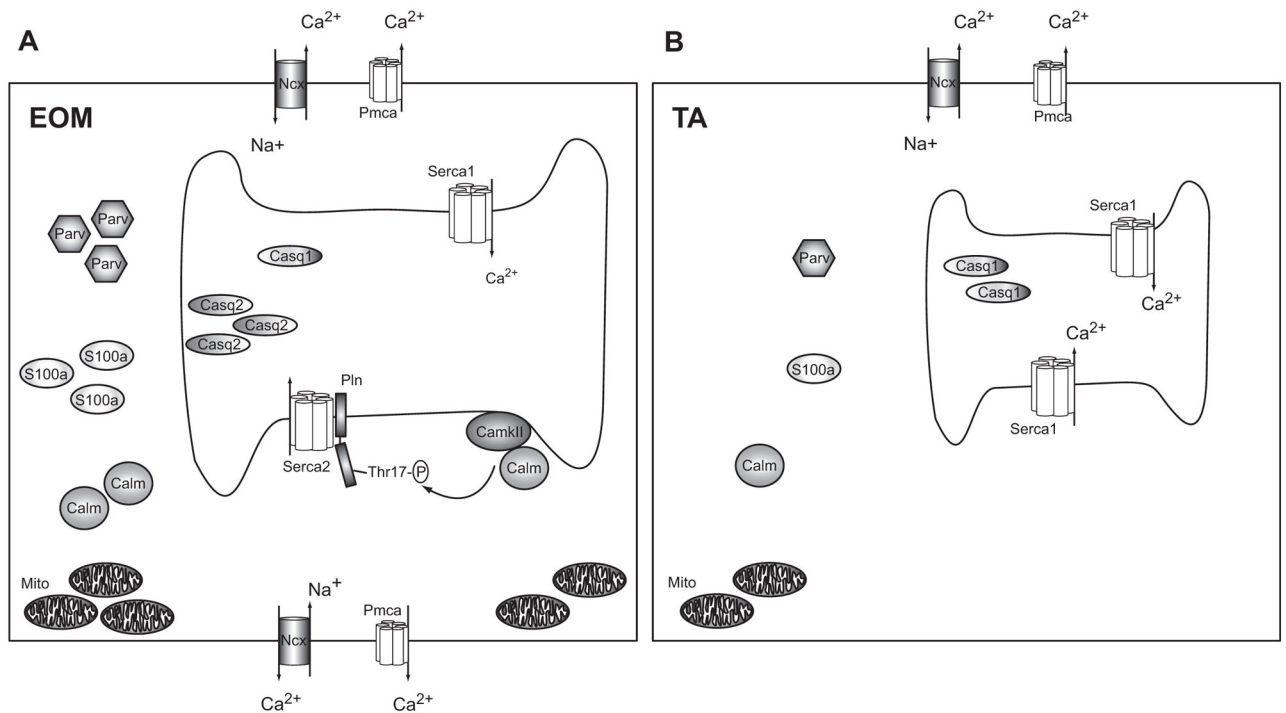 A
Ca2+
Ca2+
Ncx
Pmca
EOM
Na+
Serca1
Ca2+
Parv
Parv
Parv
Casq1
Casq2
Casq2
Casq2
S100a
S100a
S100a
Pln
Serca2
CamkII
Calm
Thr17-P
Calm
Calm
Mito
Na+
Pmca
Ncx
Ca2+
Ca2+
B
Ca2+
Ca2+
Ncx
Pmca
TA
Na+
Serca1
Ca2+
Parv
Casq1
Casq1
Ca2+
S100a
Serca1
Calm
Mito